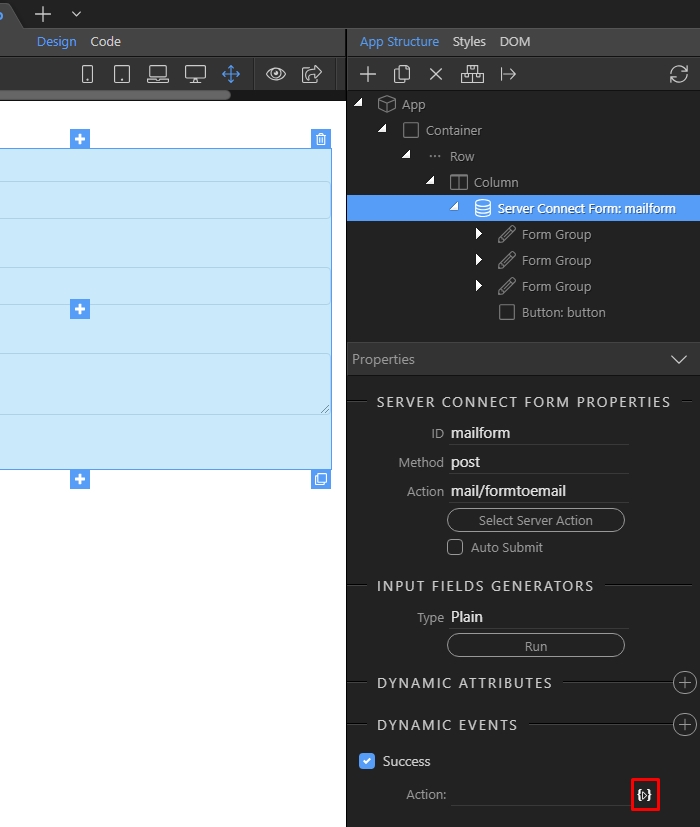 Design Code
App Structure Styles DOM
App
Container
Row
Column
Server Connect Form: mailform
Form Group
Form Group
Form Group
Button: button
Properties
SERVER CONNECT FORM PROPERTIES
ID mailform
Method post
Action mail/formtoemail
Select Server Action
Auto Submit
INPUT FIELDS GENERATORS
Type Plain
Run
DYNAMIC ATTRIBUTES
DYNAMIC EVENTS
Success
Action: